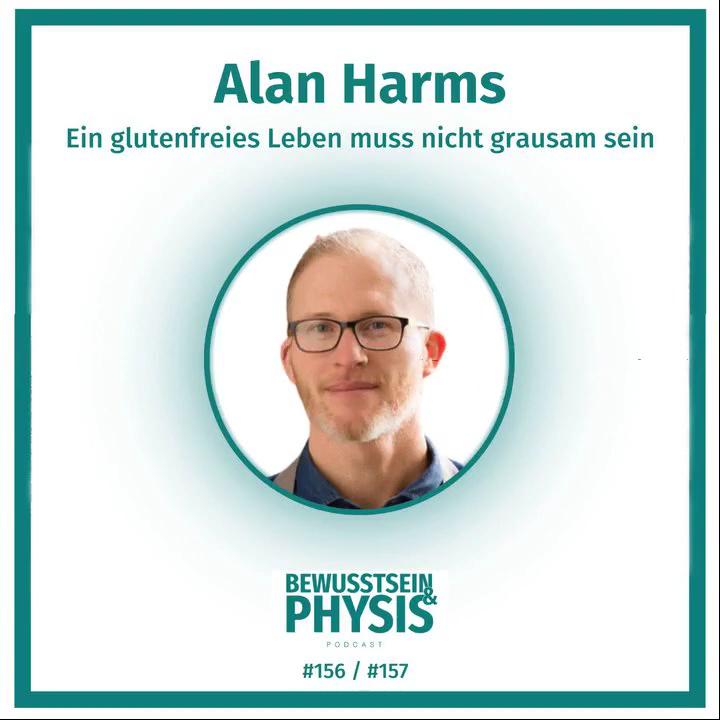 Alan Harms
Ein glutenfreies Leben muss nicht grausam sein
BEWUSSTSEIN
&
PHYSIS
PODCAST
#156 / #157